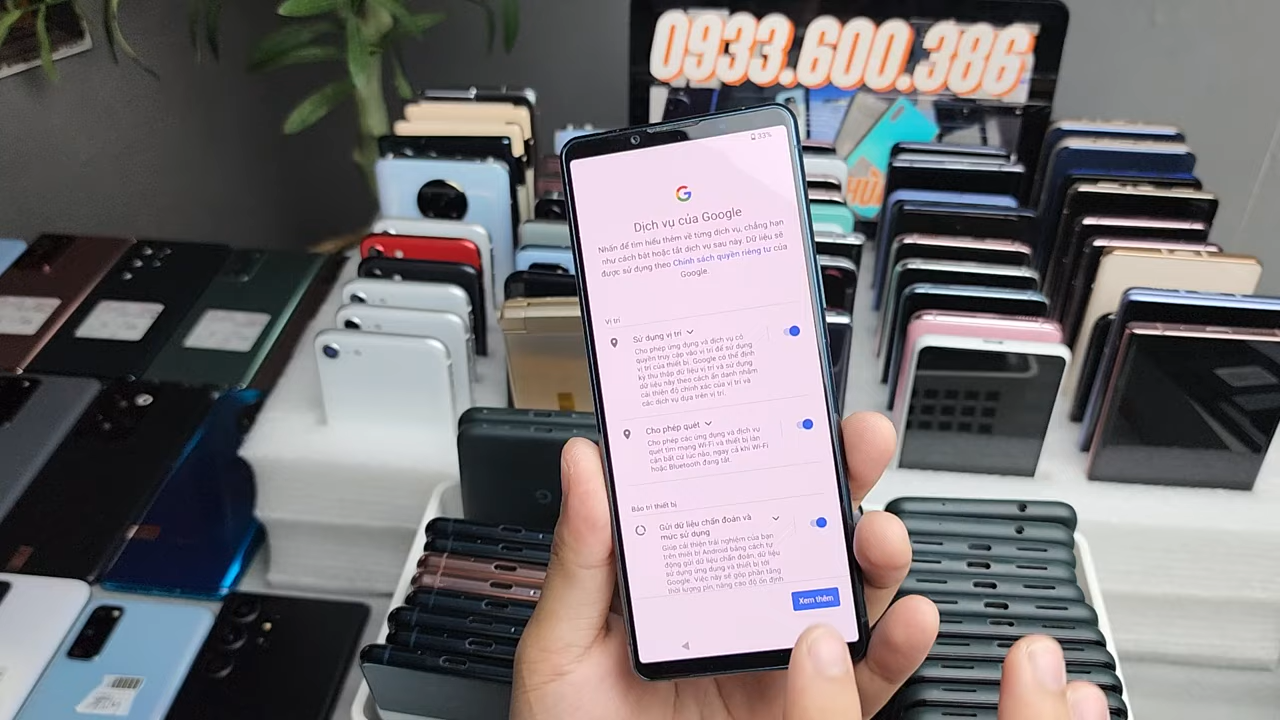 0933.600.386
33%
G
Dịch vụ của Google
Nhấn để tìm hiểu thêm về từng dịch vụ, chẳng hạn
như cách bật hoặc tắt dịch vụ sau này. Dữ liệu sẽ
được sử dụng theo Chính sách quyền riêng tư của
Google.
Vị trí
Sử dụng vị trí
Cho phép ứng dụng và dịch vụ có
quyền truy cập vào vị trí để sử dụng
vị trí của thiết bị. Google có thể định
kỳ thu thập dữ liệu vị trí và sử dụng
dữ liệu này theo cách ẩn danh nhằm
cải thiện độ chính xác của vị trí và
các dịch vụ dựa trên vị trí.
Cho phép quét
Cho phép các ứng dụng và dịch vụ
quét tìm mạng Wi-Fi và thiết bị lân
cận bất cứ lúc nào, ngay cả khi Wi-Fi
hoặc Bluetooth đang tắt.
Bảo trì thiết bị
Gửi dữ liệu chẩn đoán và
mức sử dụng
Giúp cải thiện trải nghiệm của bạn
trên thiết bị Android bằng cách tự
động gửi dữ liệu chẩn đoán, dữ liệu
sử dụng ứng dụng và thiết bị tới
Google. Việc này sẽ góp phần tăng
thời lượng pin, nâng cao độ ổn định
Xem thêm